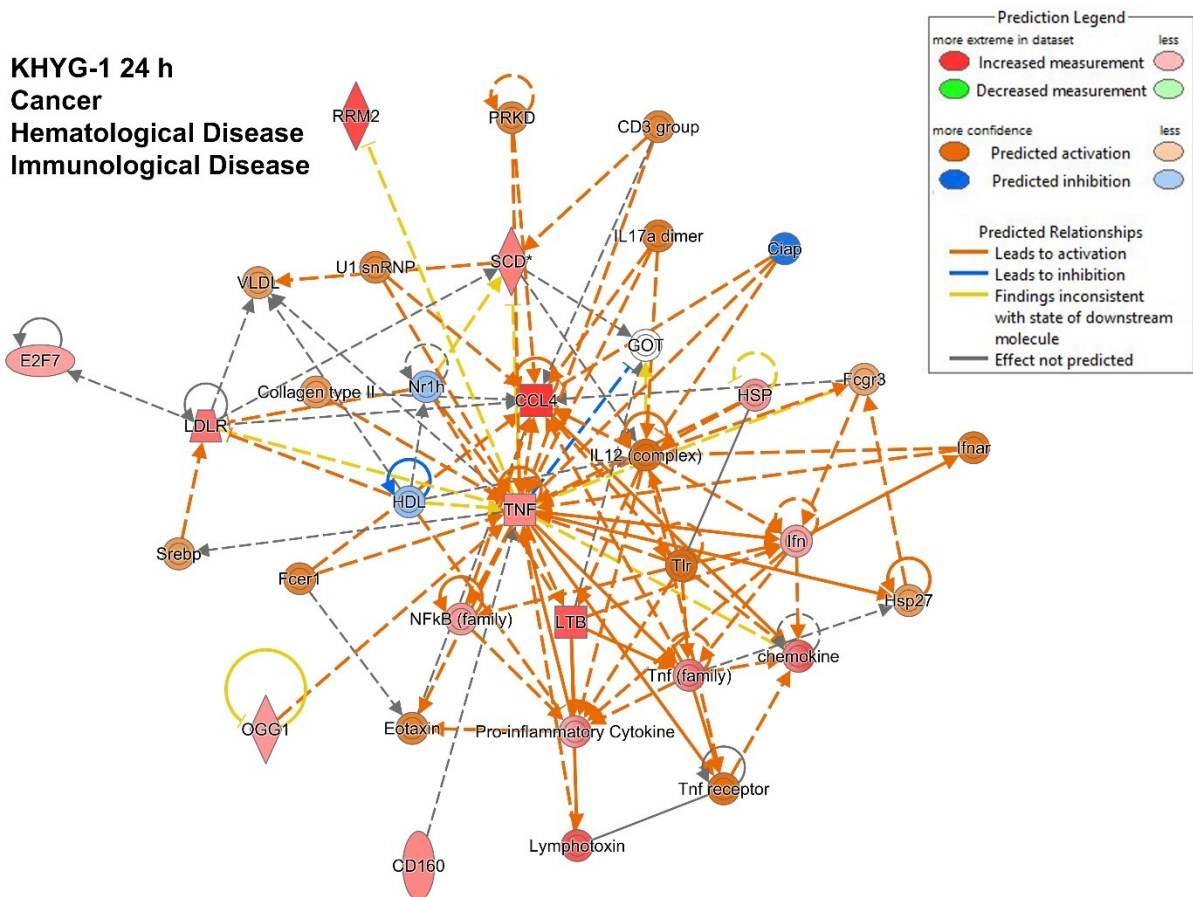 KHYG-1 24 h
Cancer
Hematological Disease
Immunological Disease
Prediction Legend
more extreme in dataset less
Increased measurement
Decreased measurement
more confidence less
Predicted activation
Predicted inhibition
Predicted Relationships
Leads to activation
Leads to inhibition
Findings inconsistent
with state of downstream
molecule
Effect not predicted
RRM2
PRKD
CD3 group
IL17a dimer
Ciap
U1 snRNP
SCD*
VLDL
GOT
E2F7
Collagen type II
Nr1h
CCL4
HSP
Fcgr3
LDLR
IL12 (complex)
Ifnar
HDL
TNF
Ifn
Srebp
Fcer1
Tlr
Hsp27
NFkB (family)
LTB
chemokine
Tnf (family)
OGG1
Eotaxin
Pro-inflammatory Cytokine
Tnf receptor
Lymphotoxin
CD160